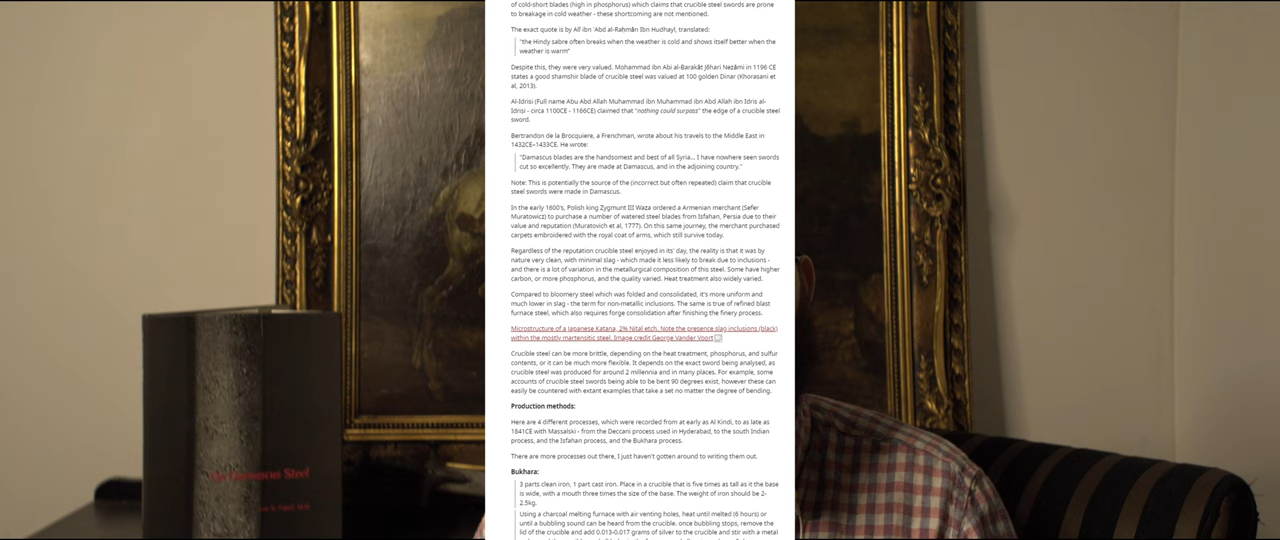 of cold-short blades (high in phosphorus) which claims that crucible steel swords are prone
to breakage in cold weather - these shortcoming are not mentioned.
The exact quote is by Alī ibn ʿAbd al-Raḥmān Ibn Hudhayl, translated:
"the Hindy sabre often breaks when the weather is cold and shows itself better when the
weather is warm"
Despite this, they were very valued. Mohammad ibn Abi al-Barakāt Jōhari Nezāmi in 1196 CE
states a good shamshir blade of crucible steel was valued at 100 golden Dinar (Khorasani et
al, 2013).
Al-Idrisi (Full name Abu Abd Allah Muhammad ibn Muhammad ibn Abd Allah ibn Idris al-
Idrisi - circa 1100CE - 1166CE) claimed that "nothing could surpass" the edge of a crucible steel
sword.
Bertrandon de la Brocquiere, a Frenchman, wrote about his travels to the Middle East in
1432CE–1433CE. He wrote:
"Damascus blades are the handsomest and best of all Syria... I have nowhere seen swords
cut so excellently. They are made at Damascus, and in the adjoining country."
Note: This is potentially the source of the (incorrect but often repeated) claim that crucible
steel swords were made in Damascus.
In the early 1600's, Polish king Zygmunt III Waza ordered a Armenian merchant (Sefer
Muratowicz) to purchase a number of watered steel blades from Isfahan, Persia due to their
value and reputation (Muratovich et al, 1777). On this same journey, the merchant purchased
carpets embroidered with the royal coat of arms, which still survive today.
Regardless of the reputation crucible steel enjoyed in its' day, the reality is that it was by
nature very clean, with minimal slag - which made it less likely to break due to inclusions -
and there is a lot of variation in the metallurgical composition of this steel. Some have higher
carbon, or more phosphorus, and the quality varied. Heat treatment also widely varied.
Compared to bloomery steel which was folded and consolidated, it's more uniform and
much lower in slag - the term for non-metallic inclusions. The same is true of refined blast
furnace steel, which also requires forge consolidation after finishing the finery process.
Microstructure of a Japanese Katana, 2% Nital etch. Note the presence slag inclusions (black)
within the mostly martensitic steel. Image credit George Vander Voort
Crucible steel can be more brittle, depending on the heat treatment, phosphorus, and sulfur
contents, or it can be much more flexible. It depends on the exact sword being analysed, as
crucible steel was produced for around 2 millennia and in many places. For example, some
accounts of crucible steel swords being able to be bent 90 degrees exist, however these can
easily be countered with extant examples that take a set no matter the degree of bending.
Production methods:
Here are 4 different processes, which were recorded from at early as Al Kindi, to as late as
1841CE with Massalski - from the Deccani process used in Hyderabad, to the south Indian
process, and the Isfahan process, and the Bukhara process.
There are more processes out there, I just haven't gotten around to writing them out.
Bukhara:
3 parts clean iron, 1 part cast iron. Place in a crucible that is five times as tall as it the base
is wide, with a mouth three times the size of the base. The weight of iron should be 2-
2.5kg.
Using a charcoal melting furnace with air venting holes, heat until melted (6 hours) or
until a bubbling sound can be heard from the crucible. once bubbling stops, remove the
lid of the crucible and add 0.013-0.017 grams of silver to the crucible and stir with a metal
Steel